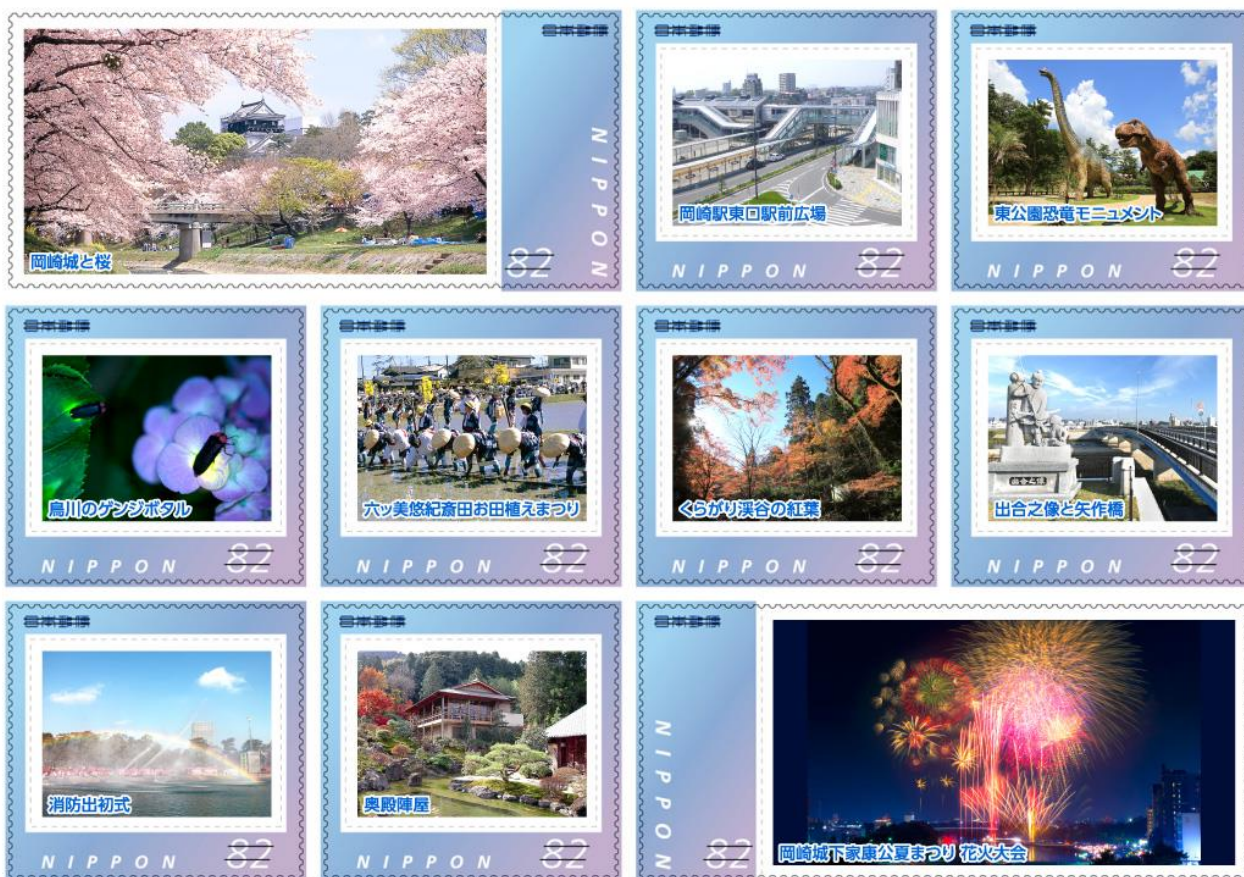 日本郵便
NIPPON
82
岡崎城と桜
日本郵便
岡崎駅東口駅前広場
NIPPON 82
日本郵便
東公園恐竜モニュメント
NIPPON 82
日本郵便
鳥川のゲンジボタル
NIPPON 82
日本郵便
六ッ美悠紀斎田お田植えまつり
NIPPON 82
日本郵便
くらがり渓谷の紅葉
NIPPON 82
日本郵便
出合之像
出合之像と矢作橋
NIPPON 82
日本郵便
消防出初式
NIPPON 82
日本郵便
奥殿陣屋
NIPPON 82
日本郵便
NIPPON
82
岡崎城下家康公夏まつり 花火大会